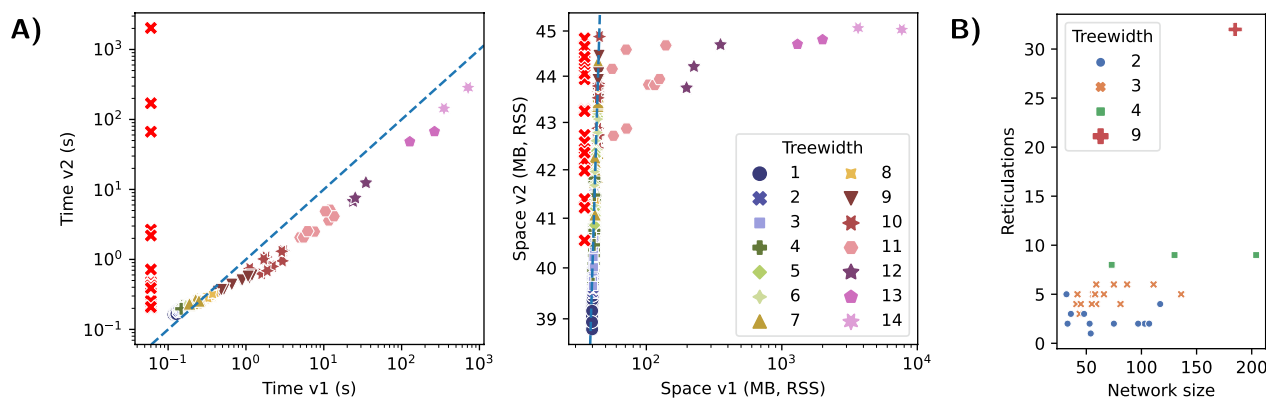 A)
Time v2 (s)
10³
10²
10¹
10⁰
10⁻¹
10⁻¹ 10⁰ 10¹ 10² 10³
Time v1 (s)
Space v2 (MB, RSS)
45
44
43
42
41
40
39
10² 10³ 10⁴
Space v1 (MB, RSS)
Treewidth
1 8
2 9
3 10
4 11
5 12
6 13
7 14
B)
Reticulations
30
25
20
15
10
5
0
50 100 150 200
Network size
Treewidth
2
3
4
9